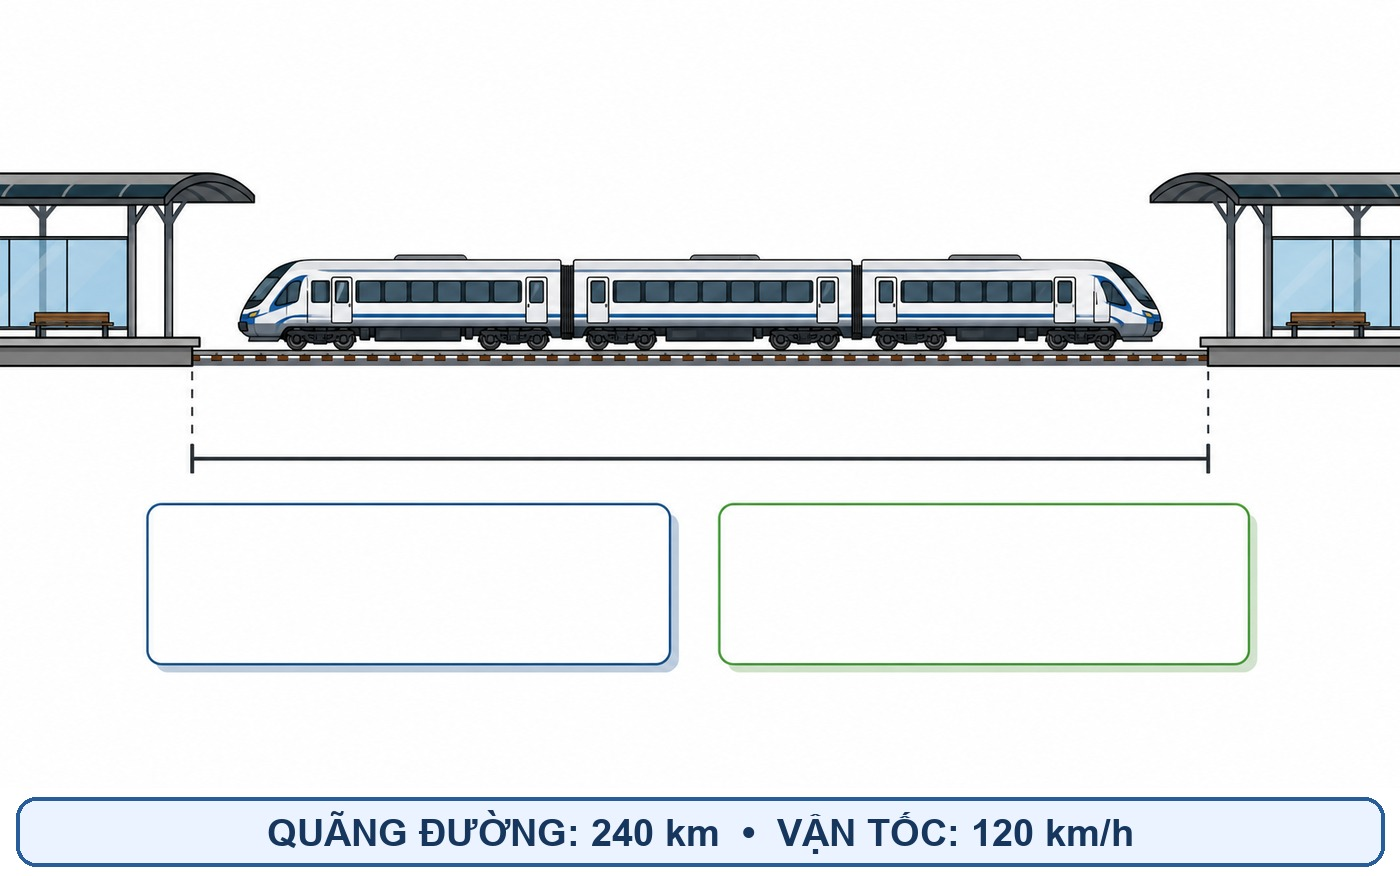 QUÃNG ĐƯỜNG: 240 km • VẬN TỐC: 120 km/h